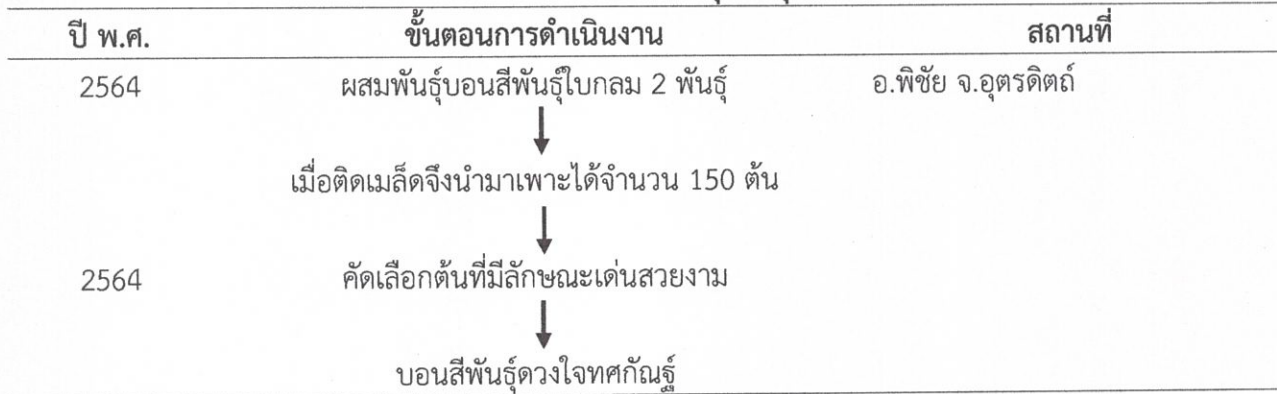 ปี พ.ศ. ขั้นตอนการดำเนินงาน สถานที่
2564 ผสมพันธุ์บอนสีพันธุ์ใบกลม 2 พันธุ์ อ.พิชัย จ.อุตรดิตถ์
เมื่อติดเมล็ดจึงนำมาเพาะได้จำนวน 150 ต้น
2564 คัดเลือกต้นที่มีลักษณะเด่นสวยงาม
บอนสีพันธุ์ดวงใจทศกัณฐ์